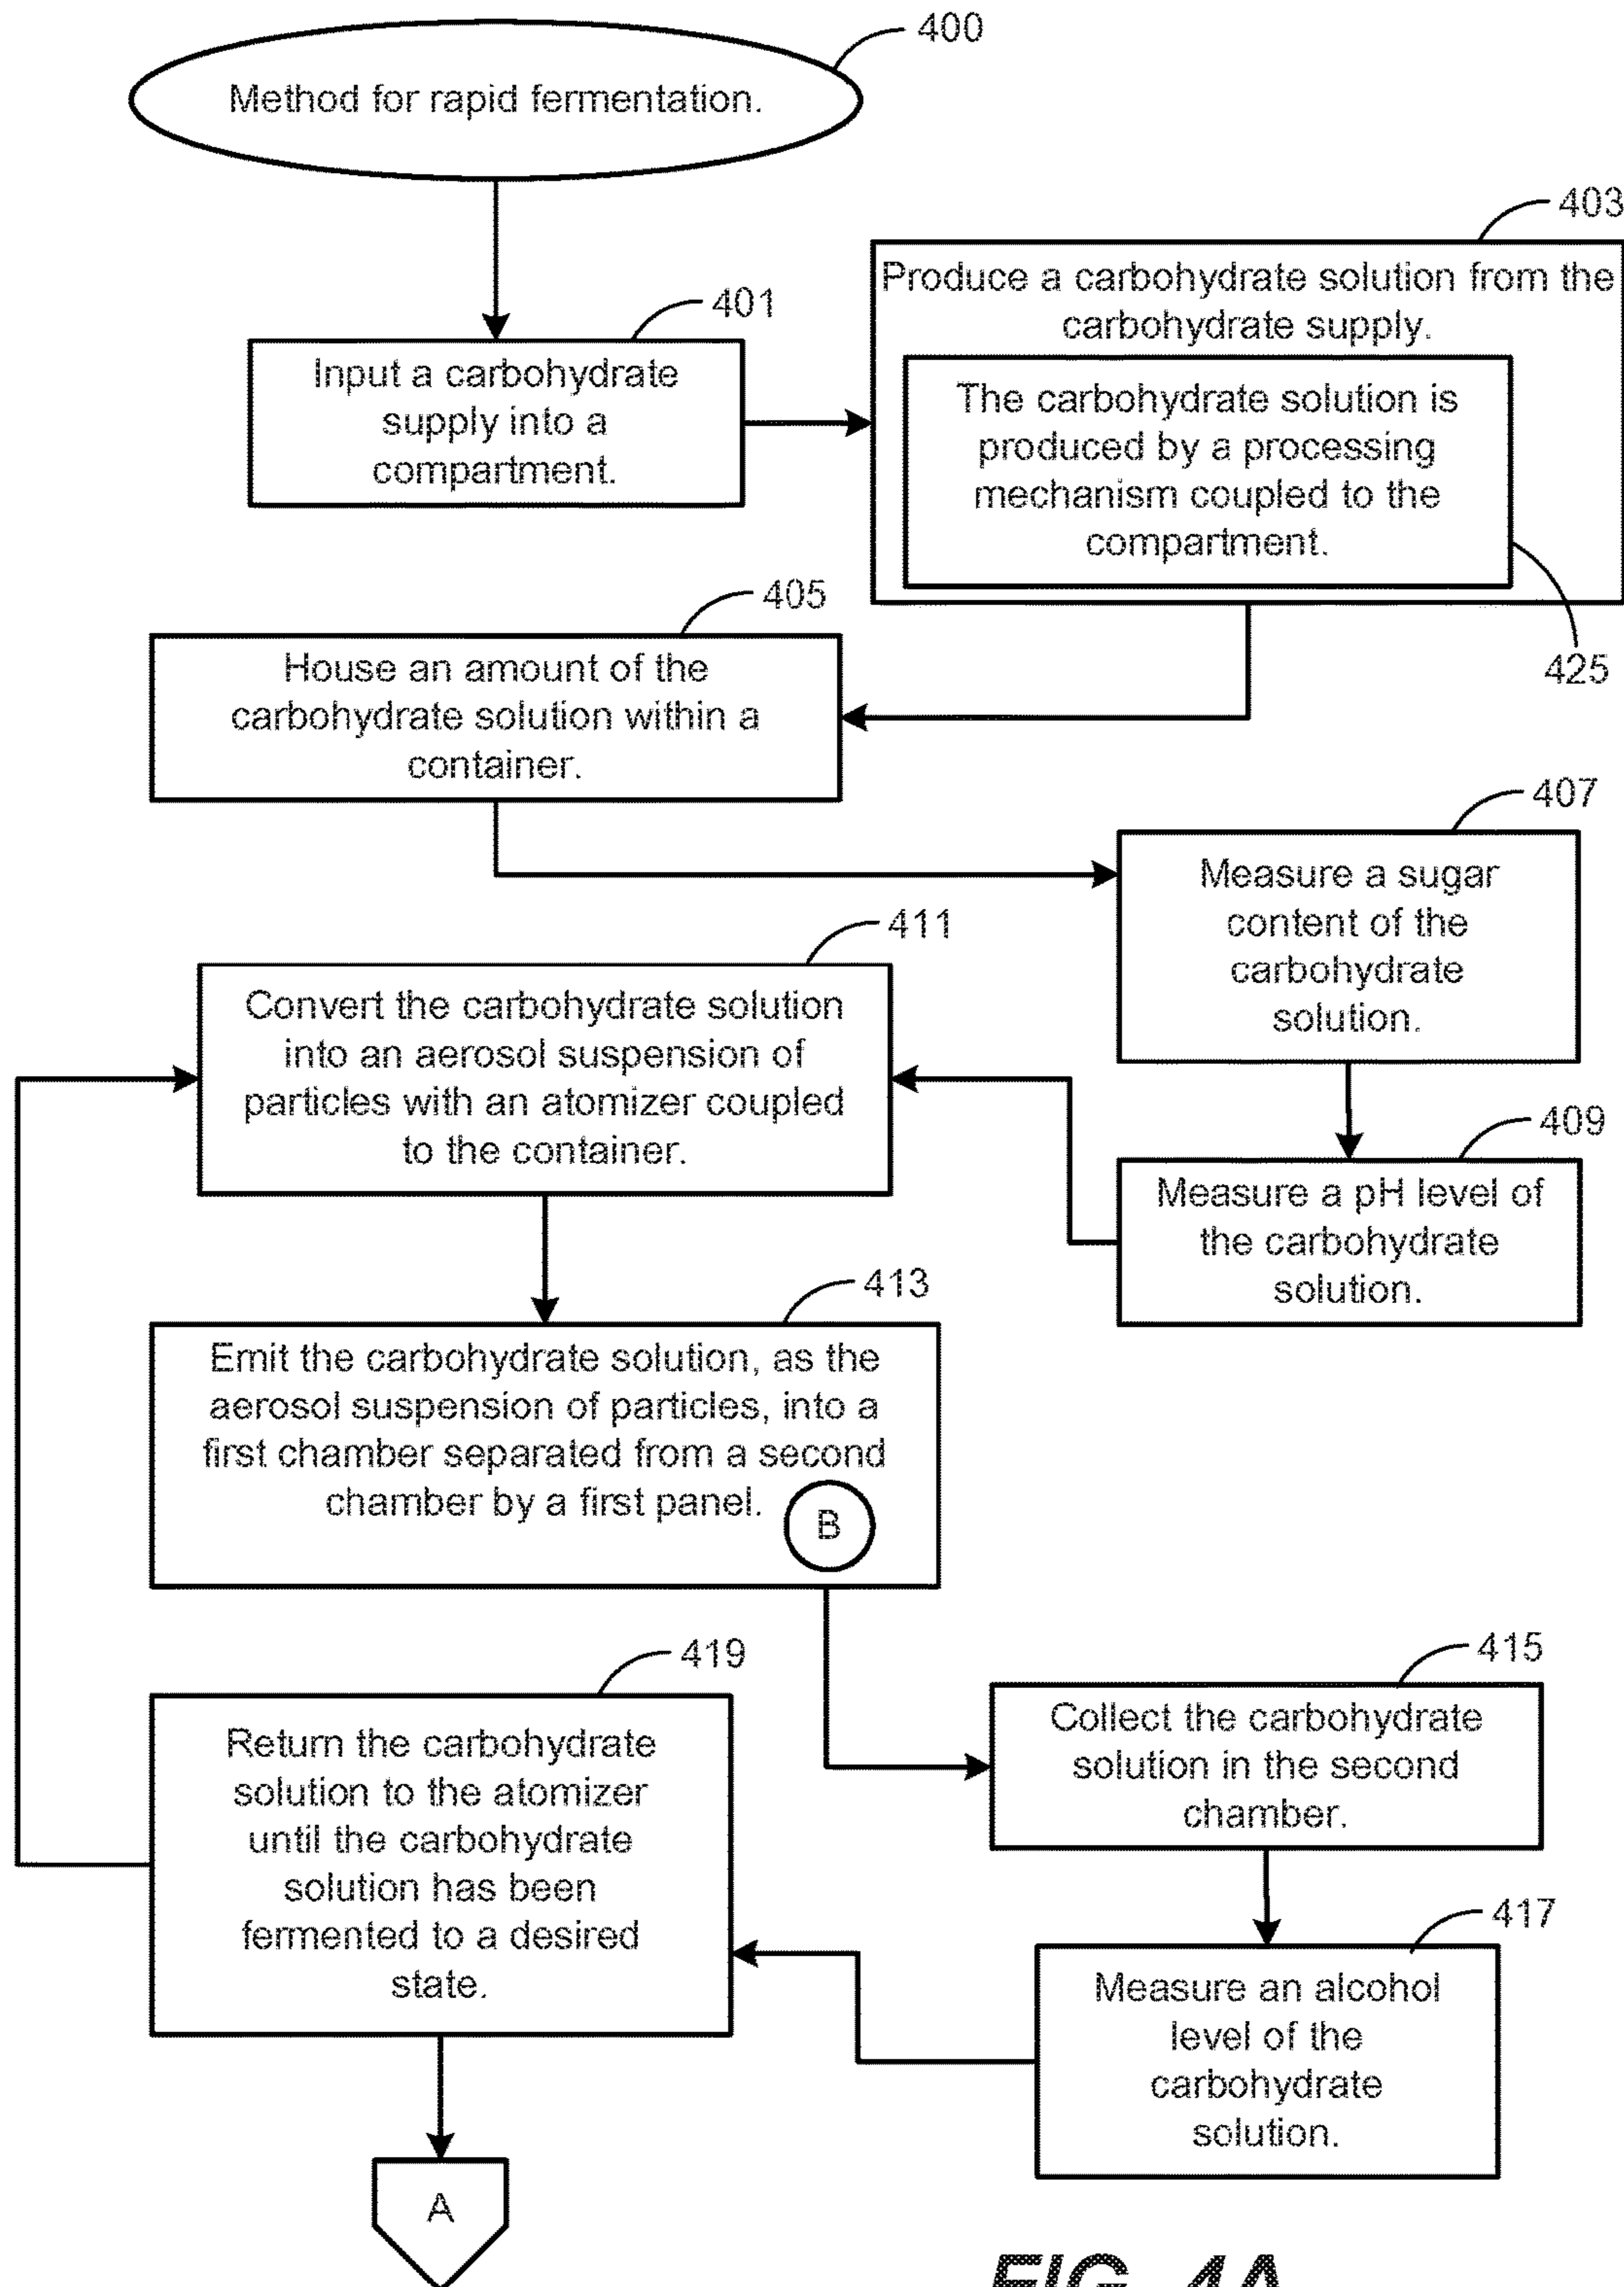 400
Method for rapid fermentation.
403
Produce a carbohydrate solution from the
carbohydrate supply.
401
Input a carbohydrate
supply into a
compartment.
The carbohydrate solution is
produced by a processing
mechanism coupled to the
compartment.
425
405
House an amount of the
carbohydrate solution within a
container.
407
Measure a sugar
content of the
carbohydrate
solution.
411
Convert the carbohydrate solution
into an aerosol suspension of
particles with an atomizer coupled
to the container.
409
Measure a pH level of
the carbohydrate
solution.
413
Emit the carbohydrate solution, as the
aerosol suspension of particles, into a
first chamber separated from a second
chamber by a first panel.
B
415
Collect the carbohydrate
solution in the second
chamber.
419
Return the carbohydrate
solution to the atomizer
until the carbohydrate
solution has been
fermented to a desired
state.
417
Measure an alcohol
level of the
carbohydrate
solution.
A
FIG. 4A